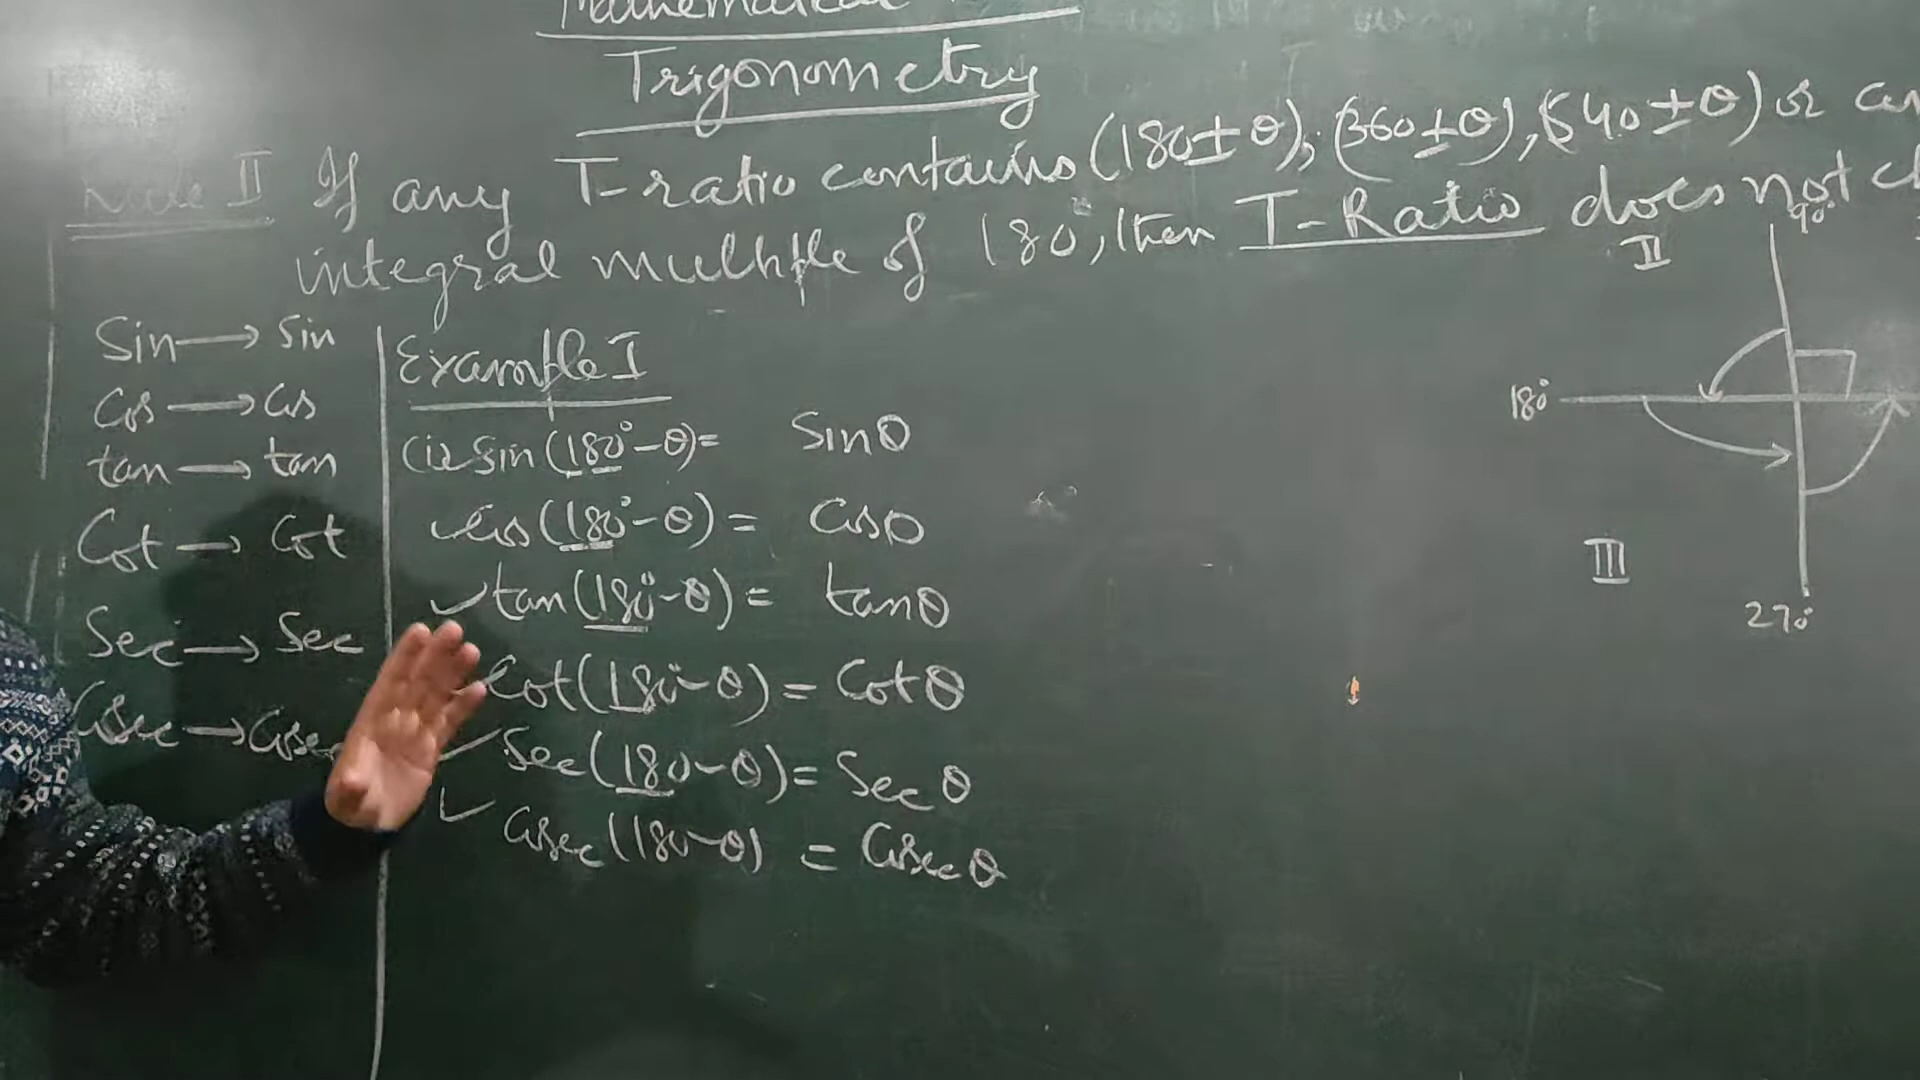 Mathematical
Trigonometry
Rule II If any T-ratio contains (180±θ), (360±θ), (540±θ) or
integral multiple of 180°, then T-Ratio does not
Sin → Sin
Cos → Cos
tan → tan
Cot → Cot
Sec → Sec
Cosec → Cosec
Example I
Sin(180°-θ)= Sinθ
Cos(180°-θ)= Cosθ
✓ tan(180°-θ)= tanθ
Cot(180°-θ)= Cotθ
✓ Sec(180-θ)= Secθ
✓ Cosec(180-θ) = Cosecθ
90°
II
180°
III
270°